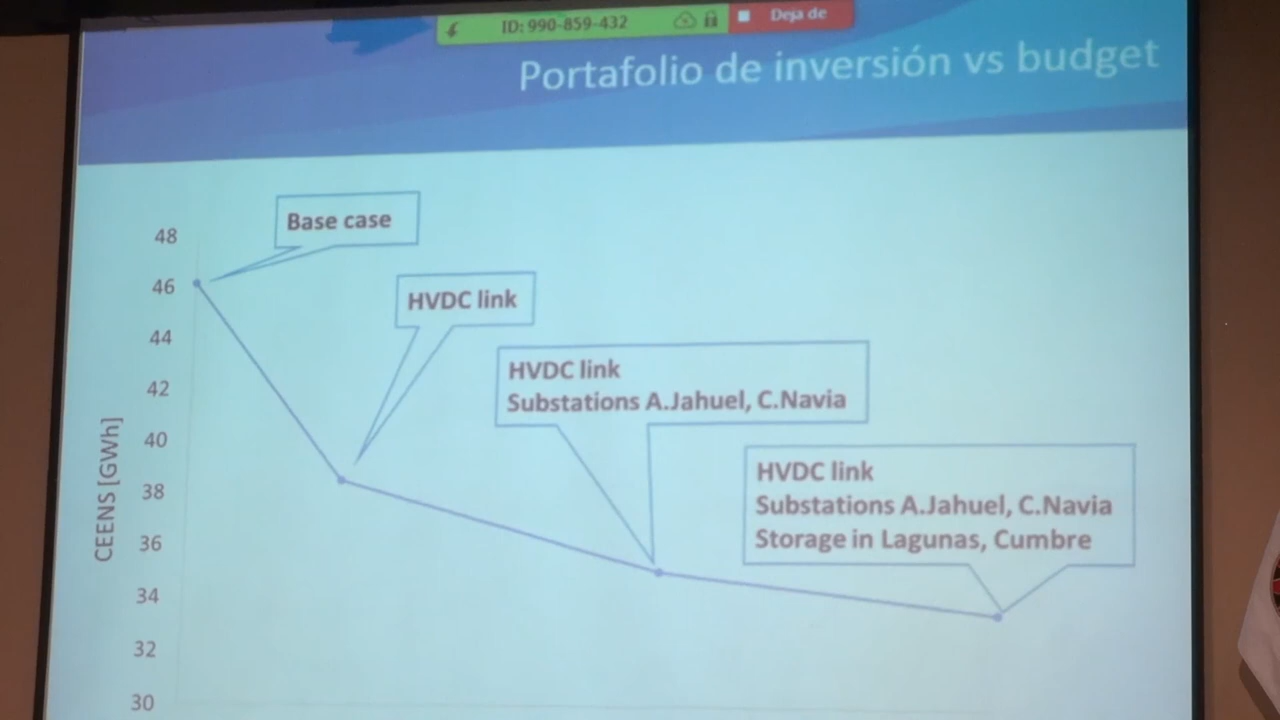 ID: 990-859-432
Deja de
Portafolio de inversión vs budget
Base case
HVDC link
HVDC link
Substations A.Jahuel, C.Navia
HVDC link
Substations A.Jahuel, C.Navia
Storage in Lagunas, Cumbre
CEENS [GWh]
48
46
44
42
40
38
36
34
32
30